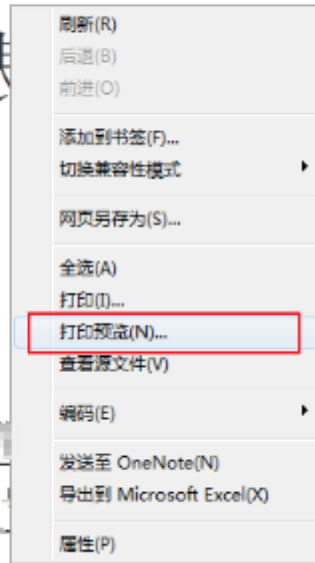 刷新(R)
后退(B)
前进(O)
添加到书签(F)...
切换兼容性模式
网页另存为(S)...
全选(A)
打印(I)...
打印预览(N)...
查看源文件(V)
编码(E)
发送至 OneNote(N)
导出到 Microsoft Excel(X)
属性(P)